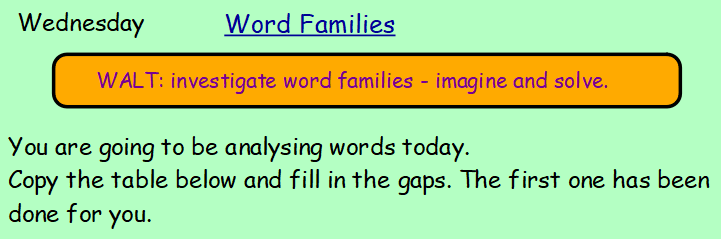 Wednesday Word Families
WALT: investigate word families - imagine and solve.
You are going to be analysing words today.
Copy the table below and fill in the gaps. The first one has been
done for you.